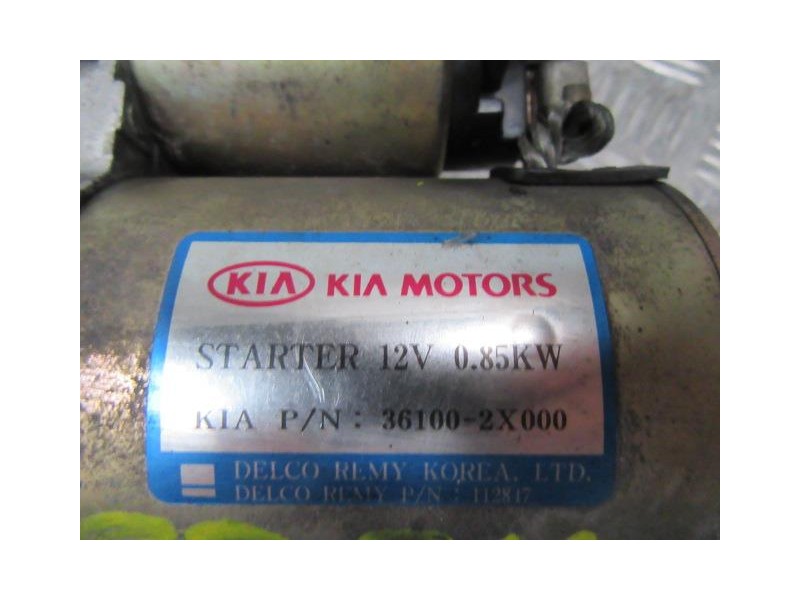 KIA KIA MOTORS
STARTER 12V 0.85KW
KIA P/N: 36100-2X000
DELCO REMY KOREA. LTD.
DELCO REMY P/N: 112847